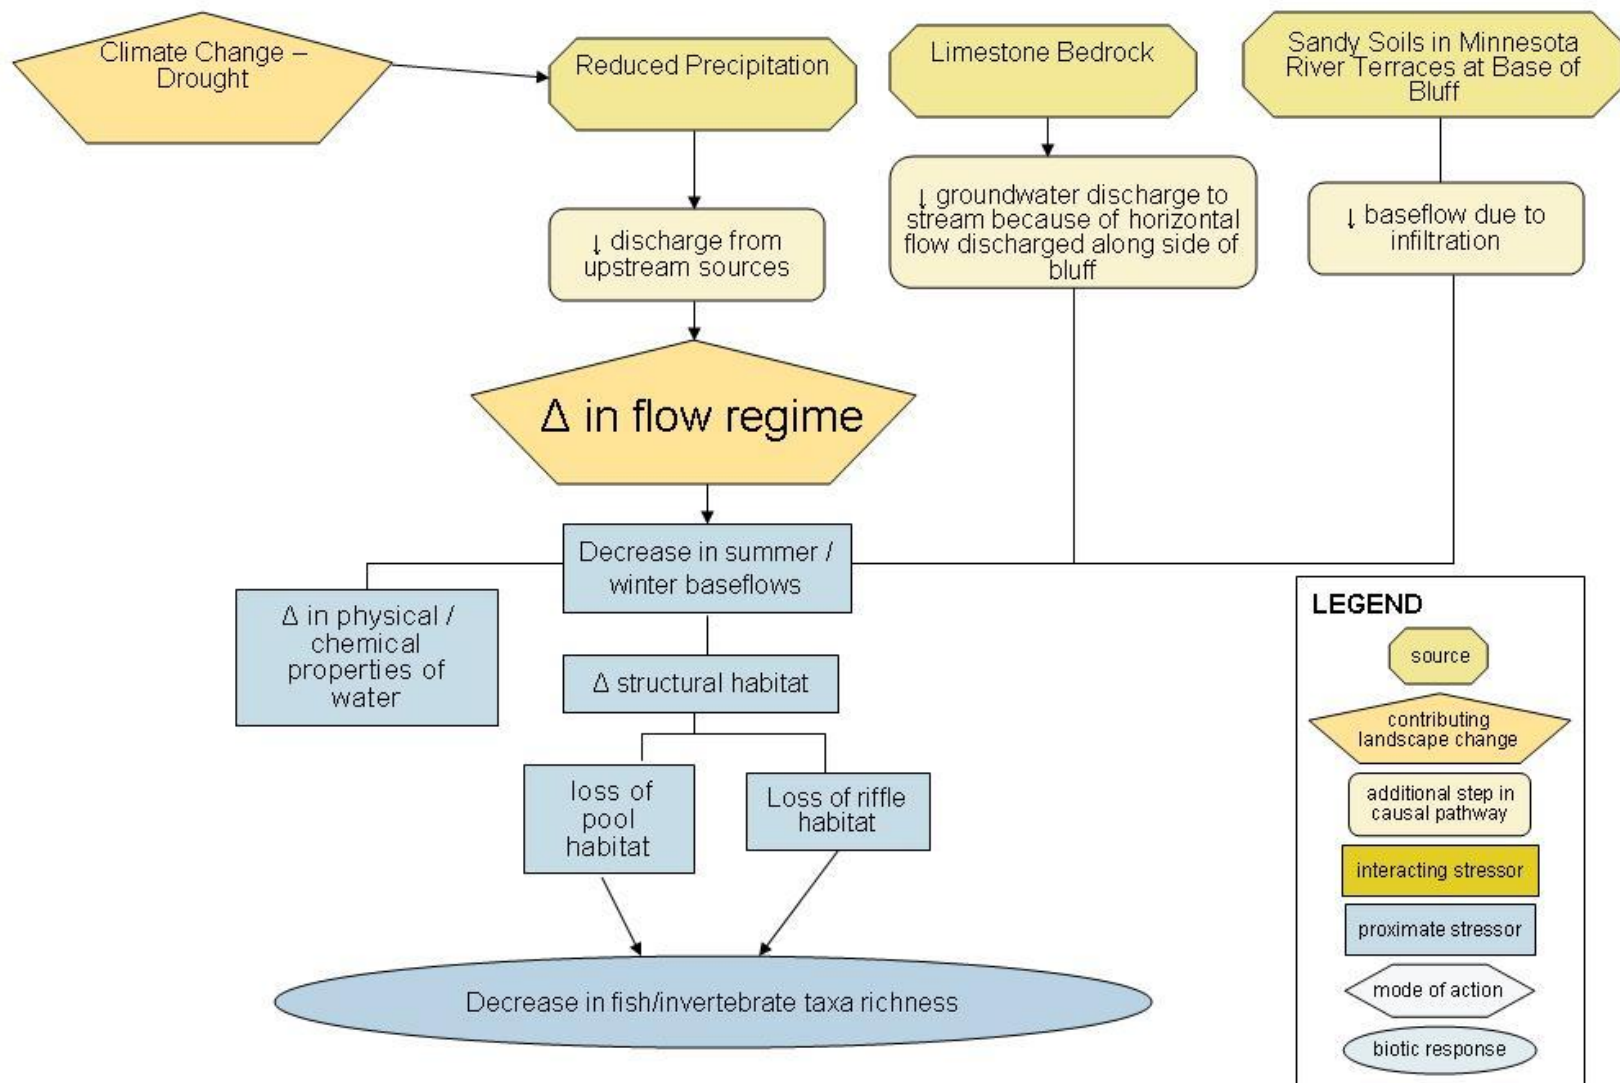 Climate Change –
Drought
Reduced Precipitation
Limestone Bedrock
Sandy Soils in Minnesota
River Terraces at Base of
Bluff
↓ discharge from
upstream sources
↓ groundwater discharge to
stream because of horizontal
flow discharged along side of
bluff
↓ baseflow due to
infiltration
Δ in flow regime
Decrease in summer /
winter baseflows
Δ in physical /
chemical
properties of
water
Δ structural habitat
loss of
pool
habitat
Loss of riffle
habitat
Decrease in fish/invertebrate taxa richness
LEGEND
source
contributing
landscape change
additional step in
causal pathway
interacting stressor
proximate stressor
mode of action
biotic response